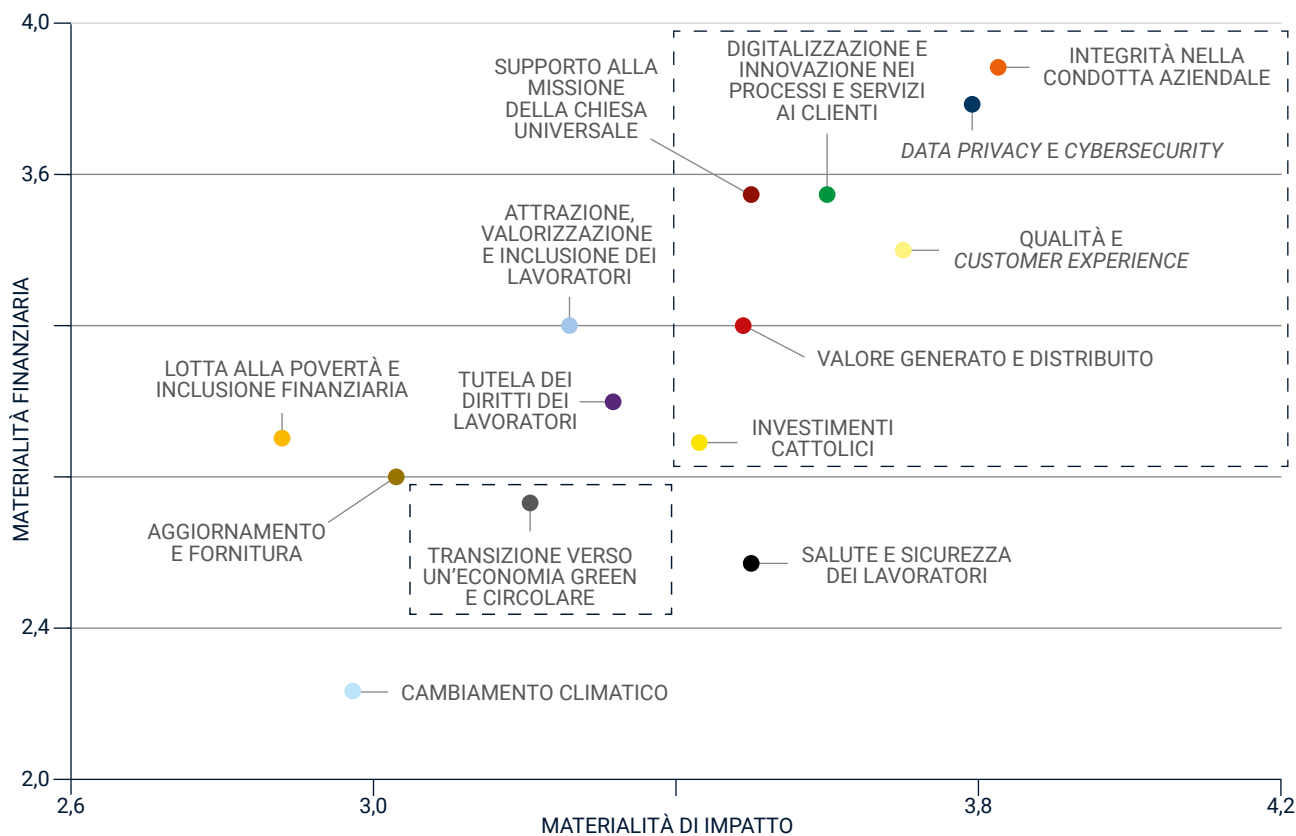 4,0
DIGITALIZZAZIONE E
INNOVAZIONE NEI
PROCESSI E SERVIZI
AI CLIENTI
INTEGRITÀ NELLA
CONDOTTA AZIENDALE
SUPPORTO ALLA
MISSIONE
DELLA CHIESA
UNIVERSALE
DATA PRIVACY E CYBERSECURITY
3,6
ATTRAZIONE,
VALORIZZAZIONE
E INCLUSIONE DEI
LAVORATORI
QUALITÀ E
CUSTOMER EXPERIENCE
MATERIALITÀ FINANZIARIA
LOTTA ALLA POVERTÀ E
INCLUSIONE FINANZIARIA
TUTELA DEI
DIRITTI DEI
LAVORATORI
VALORE GENERATO E DISTRIBUITO
INVESTIMENTI
CATTOLICI
AGGIORNAMENTO
E FORNITURA
TRANSIZIONE VERSO
UN'ECONOMIA GREEN
E CIRCOLARE
SALUTE E SICUREZZA
DEI LAVORATORI
2,4
CAMBIAMENTO CLIMATICO
2,0
2,6
3,0
3,8
4,2
MATERIALITÀ DI IMPATTO